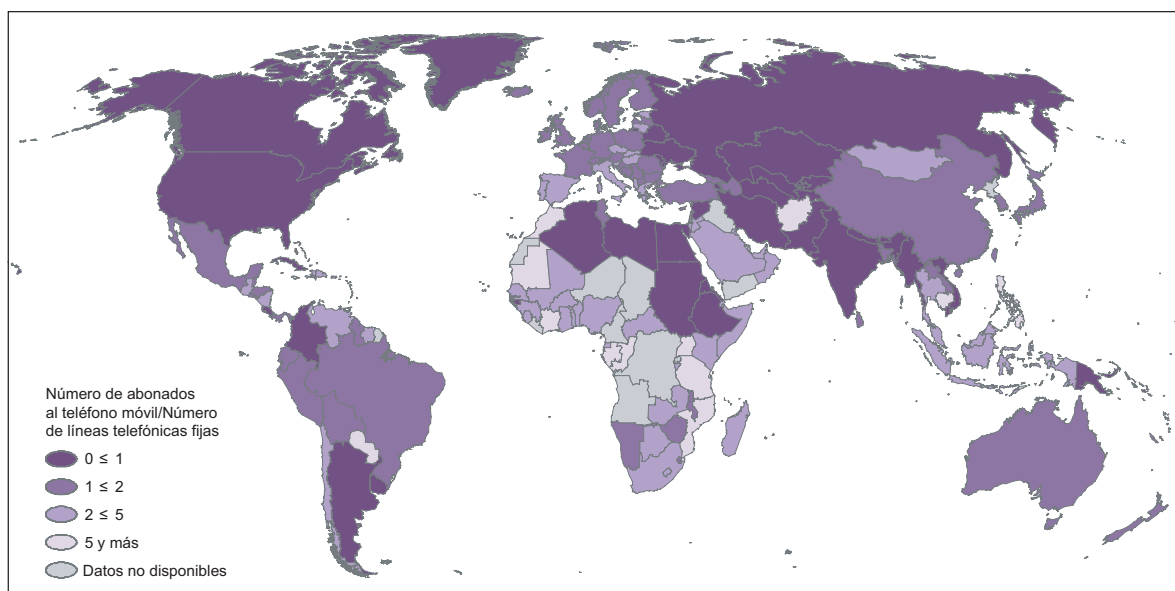 Número de abonados
al teléfono móvil/Número
de líneas telefónicas fijas
0 ≤ 1
1 ≤ 2
2 ≤ 5
5 y más
Datos no disponibles